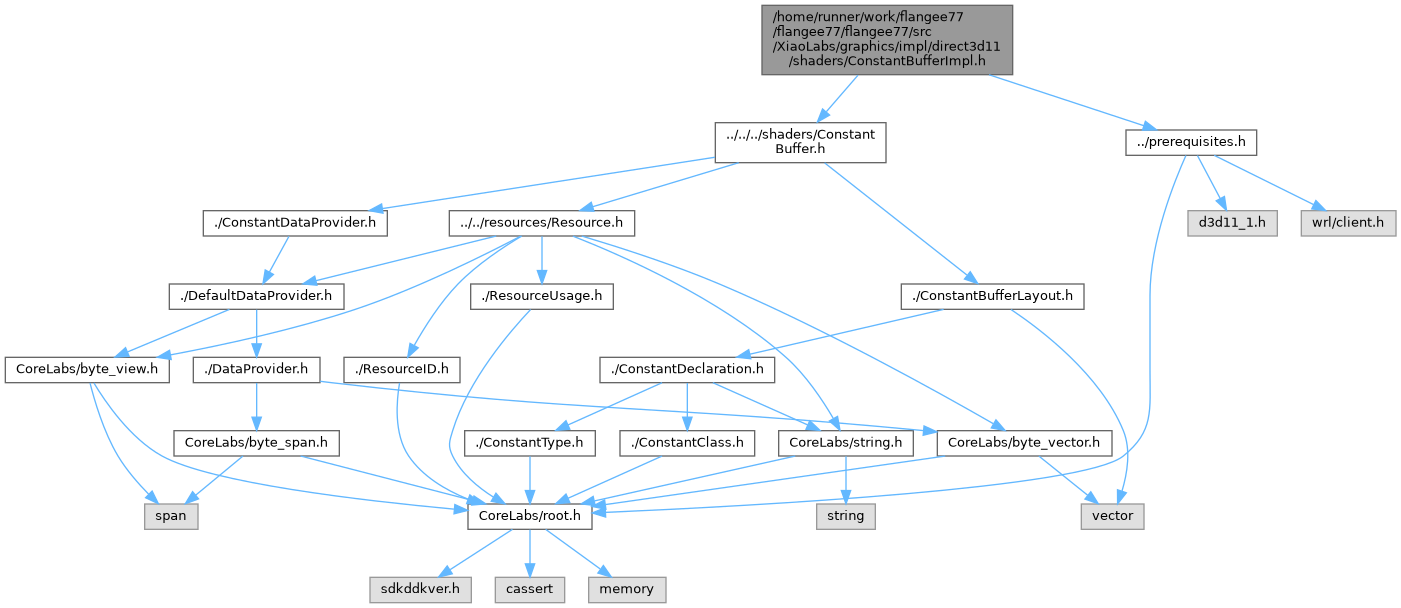 /home/runner/work/flangee77
/flangee77/flangee77/src
/XiaoLabs/graphics/impl/direct3d11
/shaders/ConstantBufferImpl.h
../../../shaders/Constant
Buffer.h
../prerequisites.h
./ConstantDataProvider.h
../../resources/Resource.h
d3d11_1.h
wrl/client.h
./DefaultDataProvider.h
./ResourceUsage.h
./ConstantBufferLayout.h
CoreLabs/byte_view.h
./DataProvider.h
./ResourceID.h
./ConstantDeclaration.h
CoreLabs/byte_span.h
./ConstantType.h
./ConstantClass.h
CoreLabs/string.h
CoreLabs/byte_vector.h
span
CoreLabs/root.h
string
vector
sdkddkver.h
cassert
memory